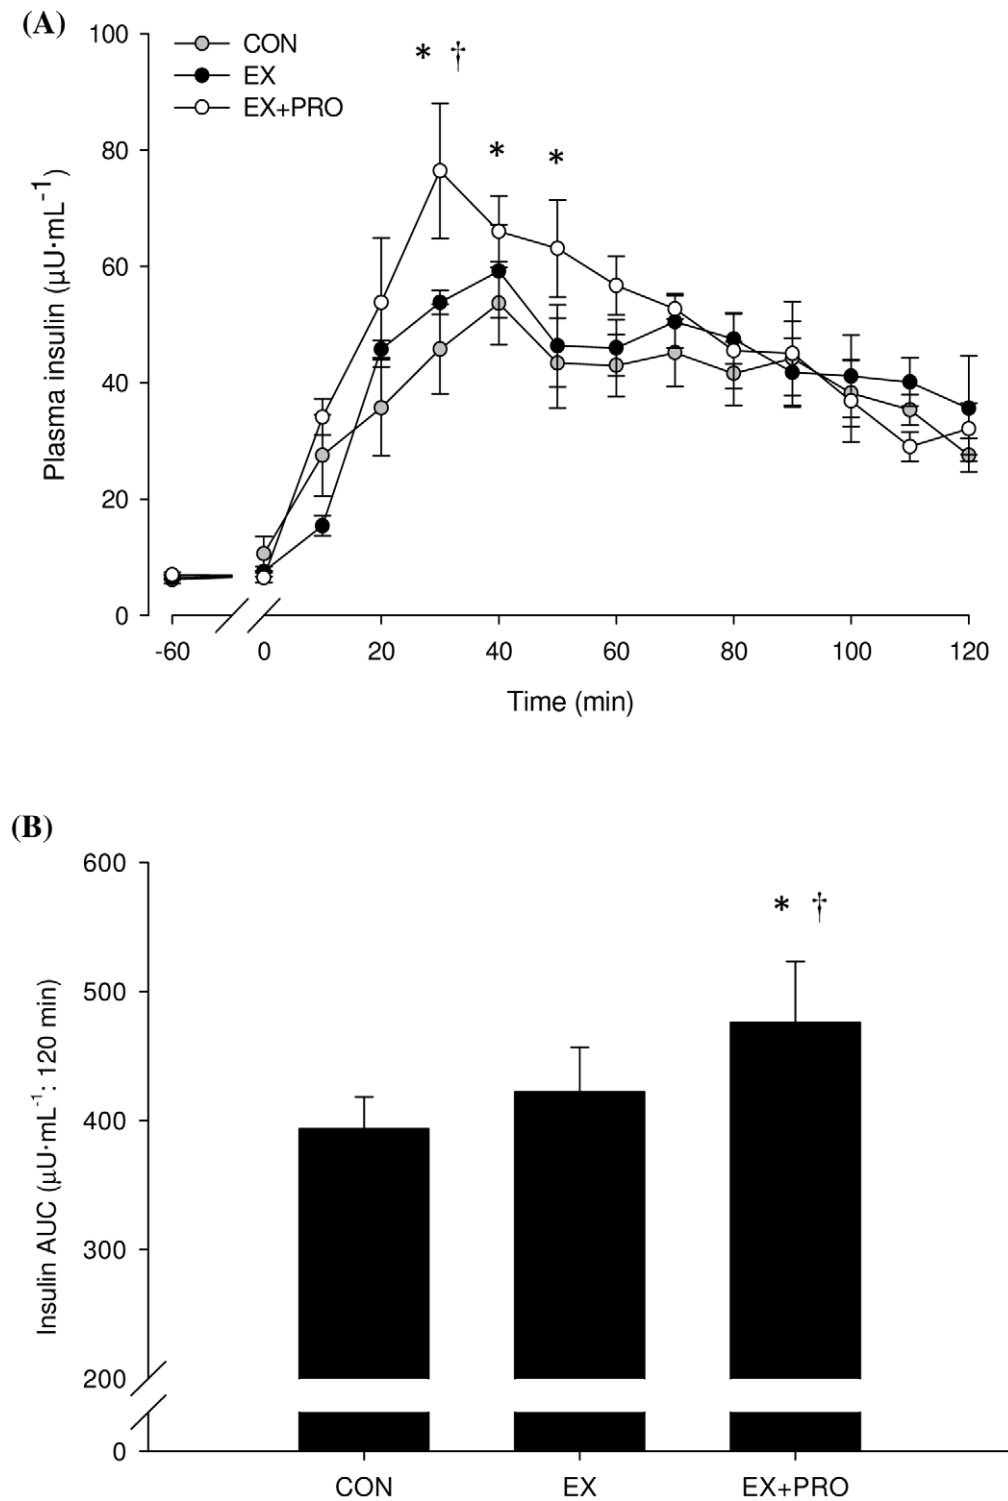 (A)
100
80
60
40
20
0
Plasma insulin (μU·mL⁻¹)
CON
EX
EX+PRO
* †
*
*
-60 0 20 40 60 80 100 120
Time (min)
(B)
600
500
400
300
200
0
Insulin AUC (μU·mL⁻¹: 120 min)
* †
CON EX EX+PRO